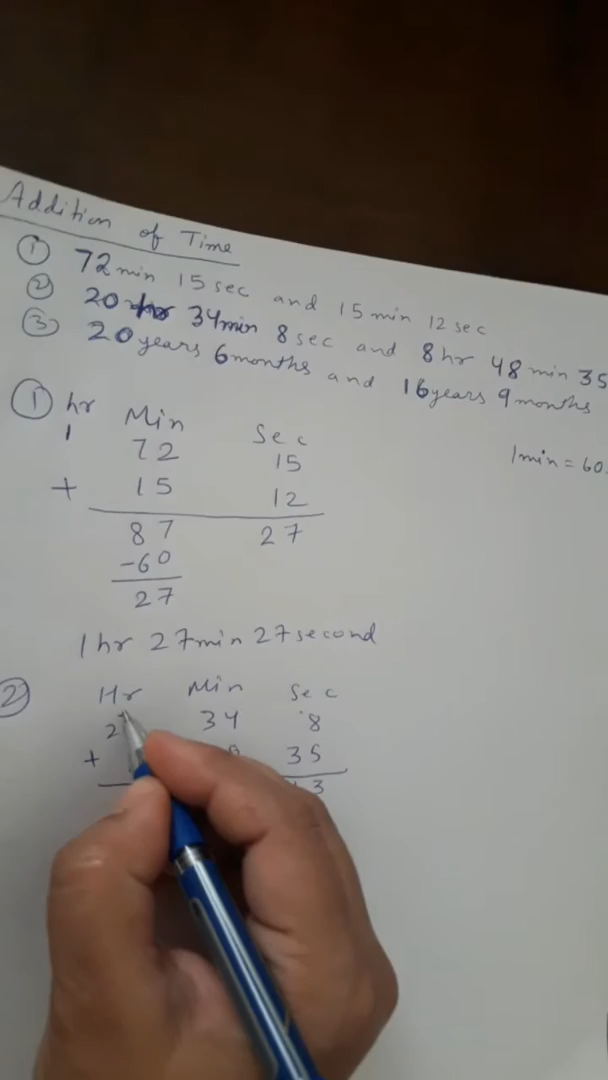 Addition of Time
① 72 min 15 sec and 15 min 12 sec
② 20 hr 34 min 8 sec and 8 hr 48 min 35
③ 20 years 6 months and 16 years 9 months
1 min = 60
① hr Min Sec
1 72 15
+ 15 12
87 27
-60
27
1 hr 27 min 27 second
② Hr Min Sec
34 8
+ 35
3